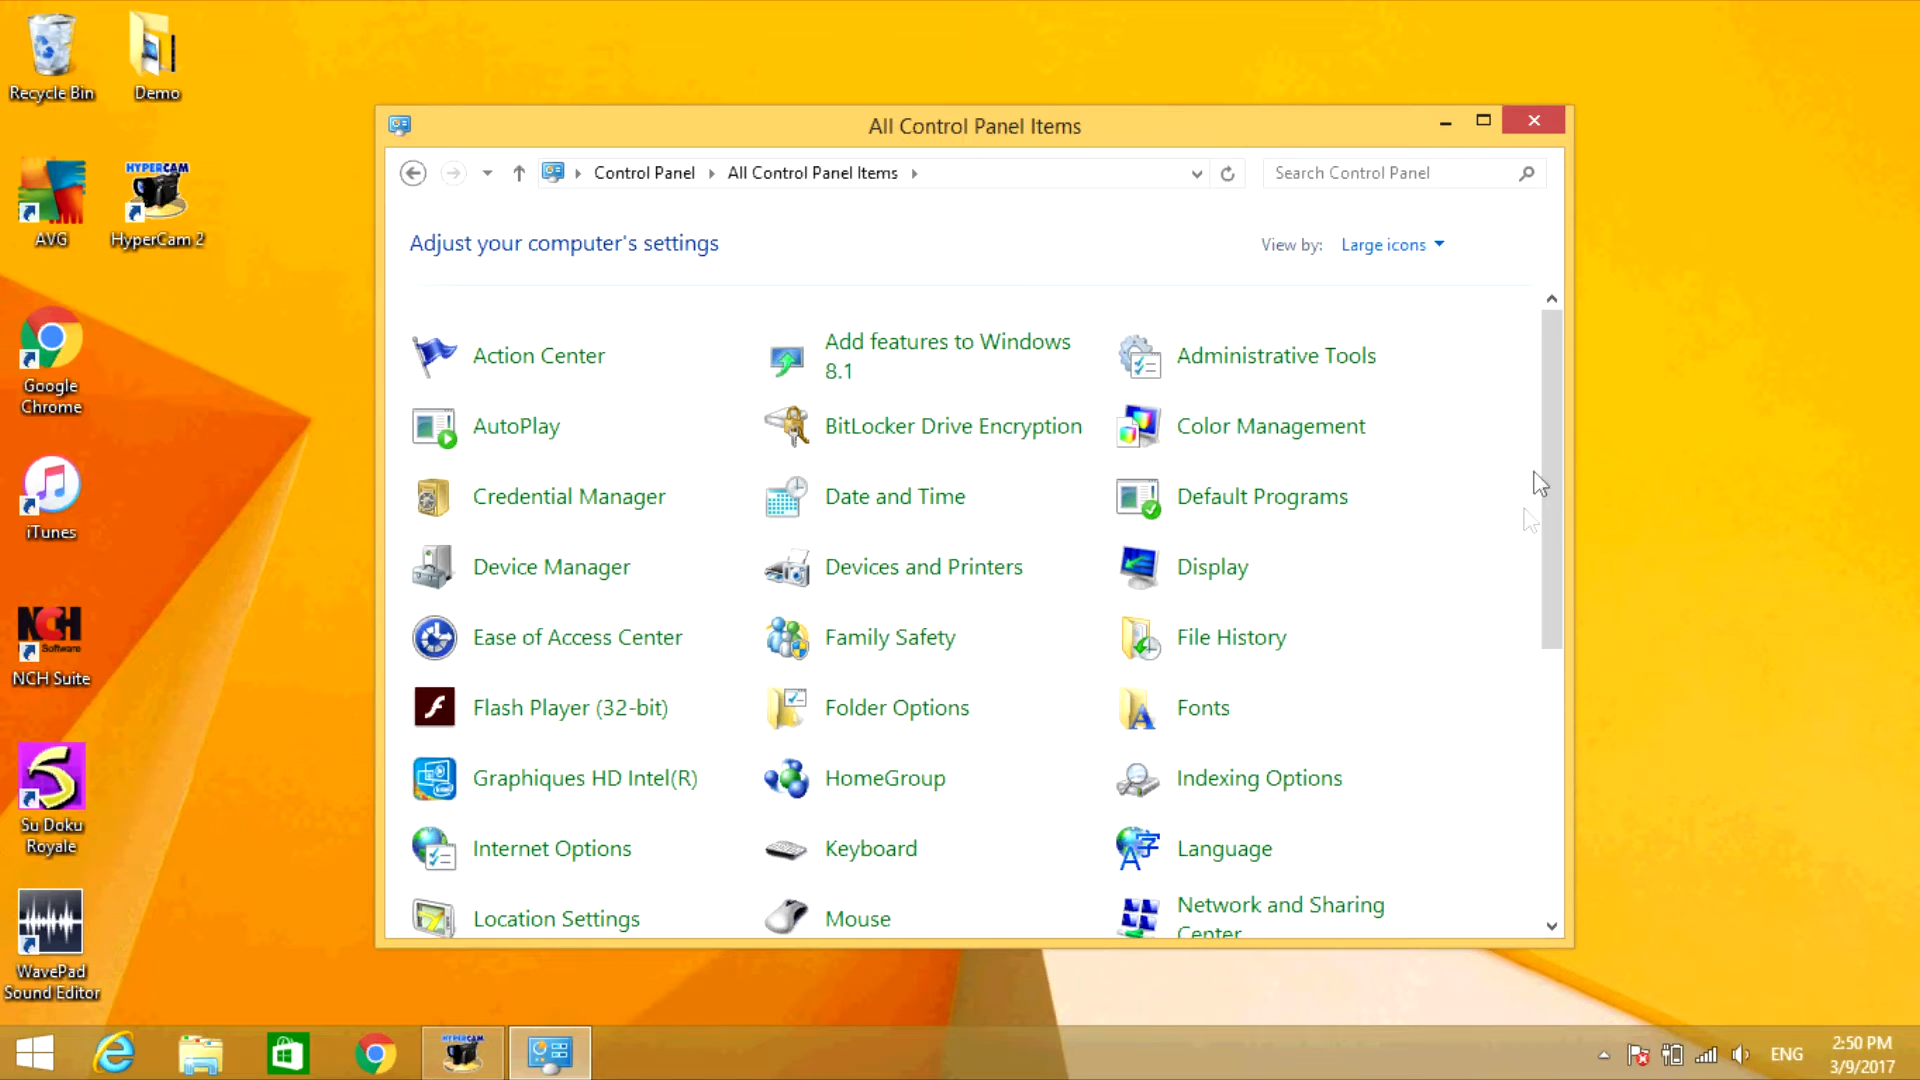 Recycle Bin
Demo
AVG
HYPERCAM
HyperCam 2
Google
Chrome
iTunes
NCH
Software
NCH Suite
Su Doku
Royale
WavePad
Sound Editor
All Control Panel Items
Control Panel
All Control Panel Items
Search Control Panel
Adjust your computer's settings
View by: Large icons
Action Center
Add features to Windows
8.1
Administrative Tools
AutoPlay
BitLocker Drive Encryption
Color Management
Credential Manager
Date and Time
Default Programs
Device Manager
Devices and Printers
Display
Ease of Access Center
Family Safety
File History
Flash Player (32-bit)
Folder Options
Fonts
Graphiques HD Intel(R)
HomeGroup
Indexing Options
Internet Options
Keyboard
Language
Location Settings
Mouse
Network and Sharing
Center
HYPERCAM
ENG
2:50 PM
3/9/2017